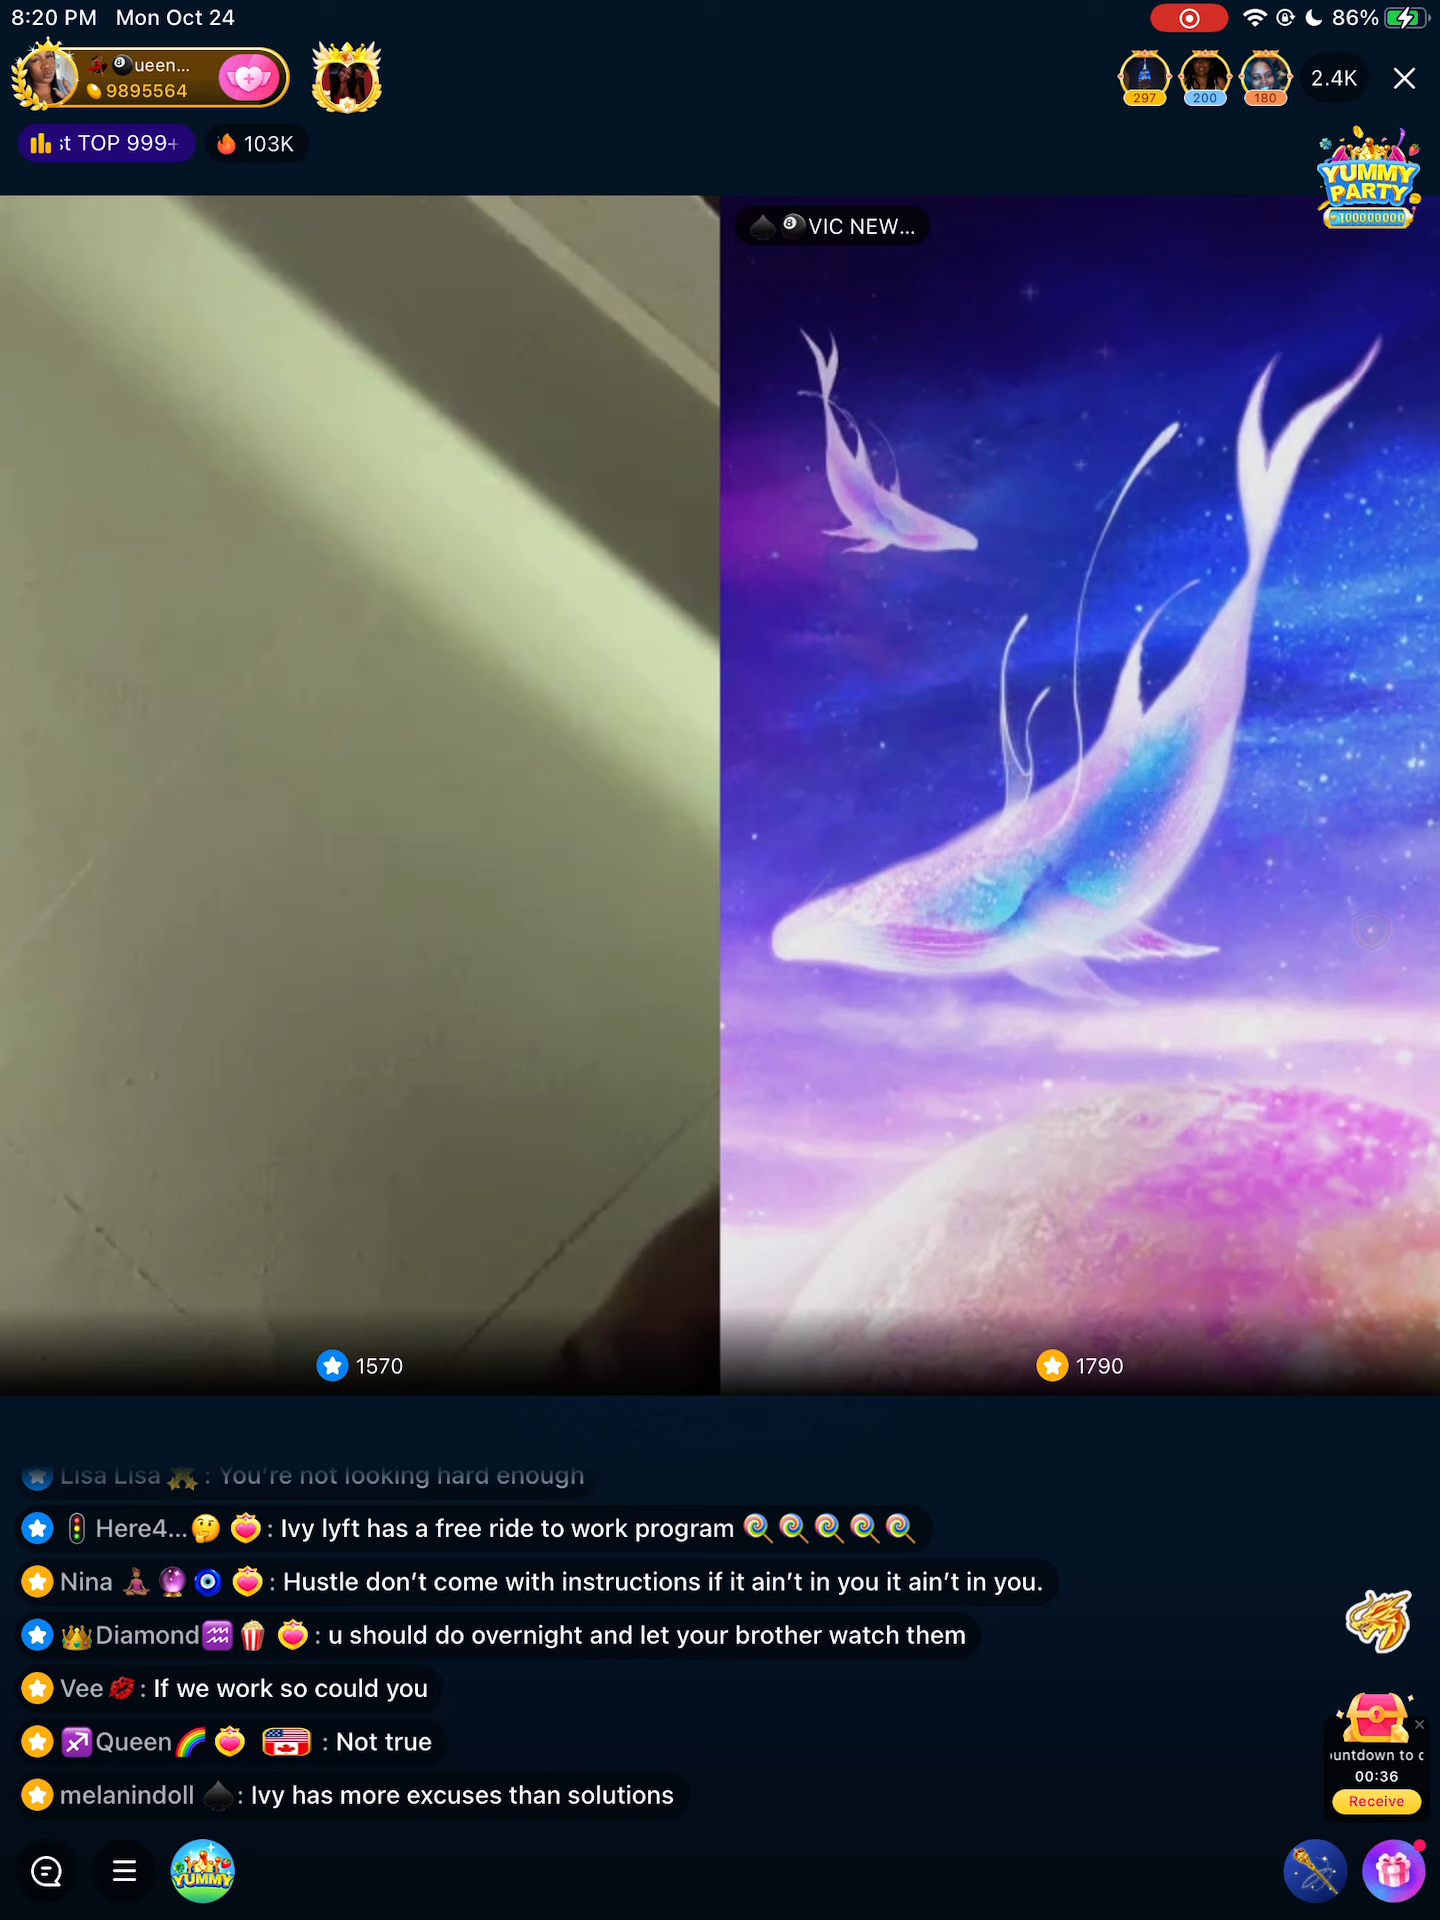 8:20 PM Mon Oct 24
86%
ueen...
9895564
297
200
180
2.4K
st TOP 999+
103K
YUMMY
PARTY
100000000
VIC NEW...
1570
1790
Lisa Lisa : You're not looking hard enough
Here4... : Ivy lyft has a free ride to work program
Nina : Hustle don't come with instructions if it ain't in you it ain't in you.
Diamond : u should do overnight and let your brother watch them
Vee : If we work so could you
Queen : Not true
melanindoll : Ivy has more excuses than solutions
untdown to
00:36
Receive
YUMMY